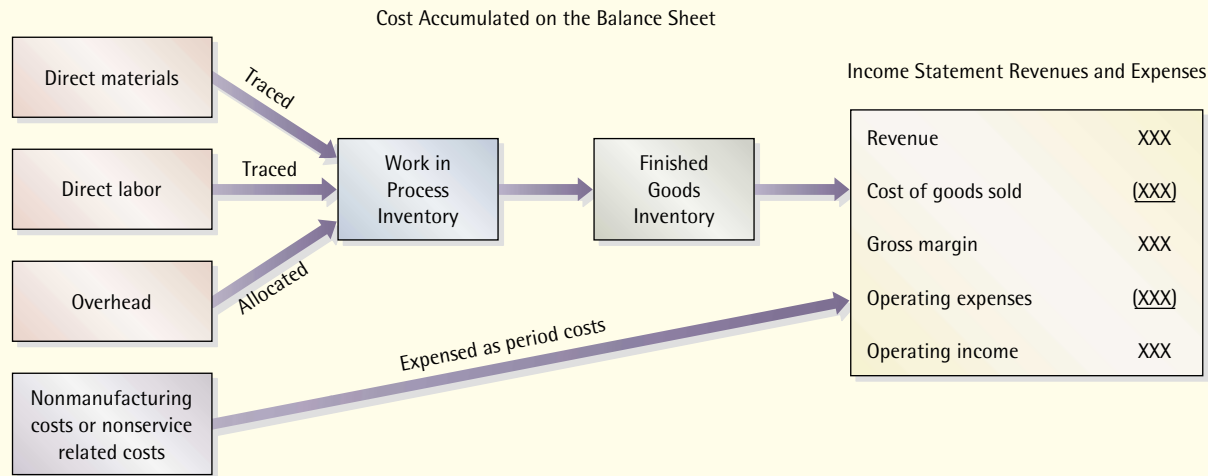 Cost Accumulated on the Balance Sheet
Direct materials
Traced
Direct labor
Traced
Overhead
Allocated
Work in
Process
Inventory
Finished
Goods
Inventory
Nonmanufacturing
costs or nonservice
related costs
Expensed as period costs
Income Statement Revenues and Expenses
Revenue XXX
Cost of goods sold (XXX)
Gross margin XXX
Operating expenses (XXX)
Operating income XXX